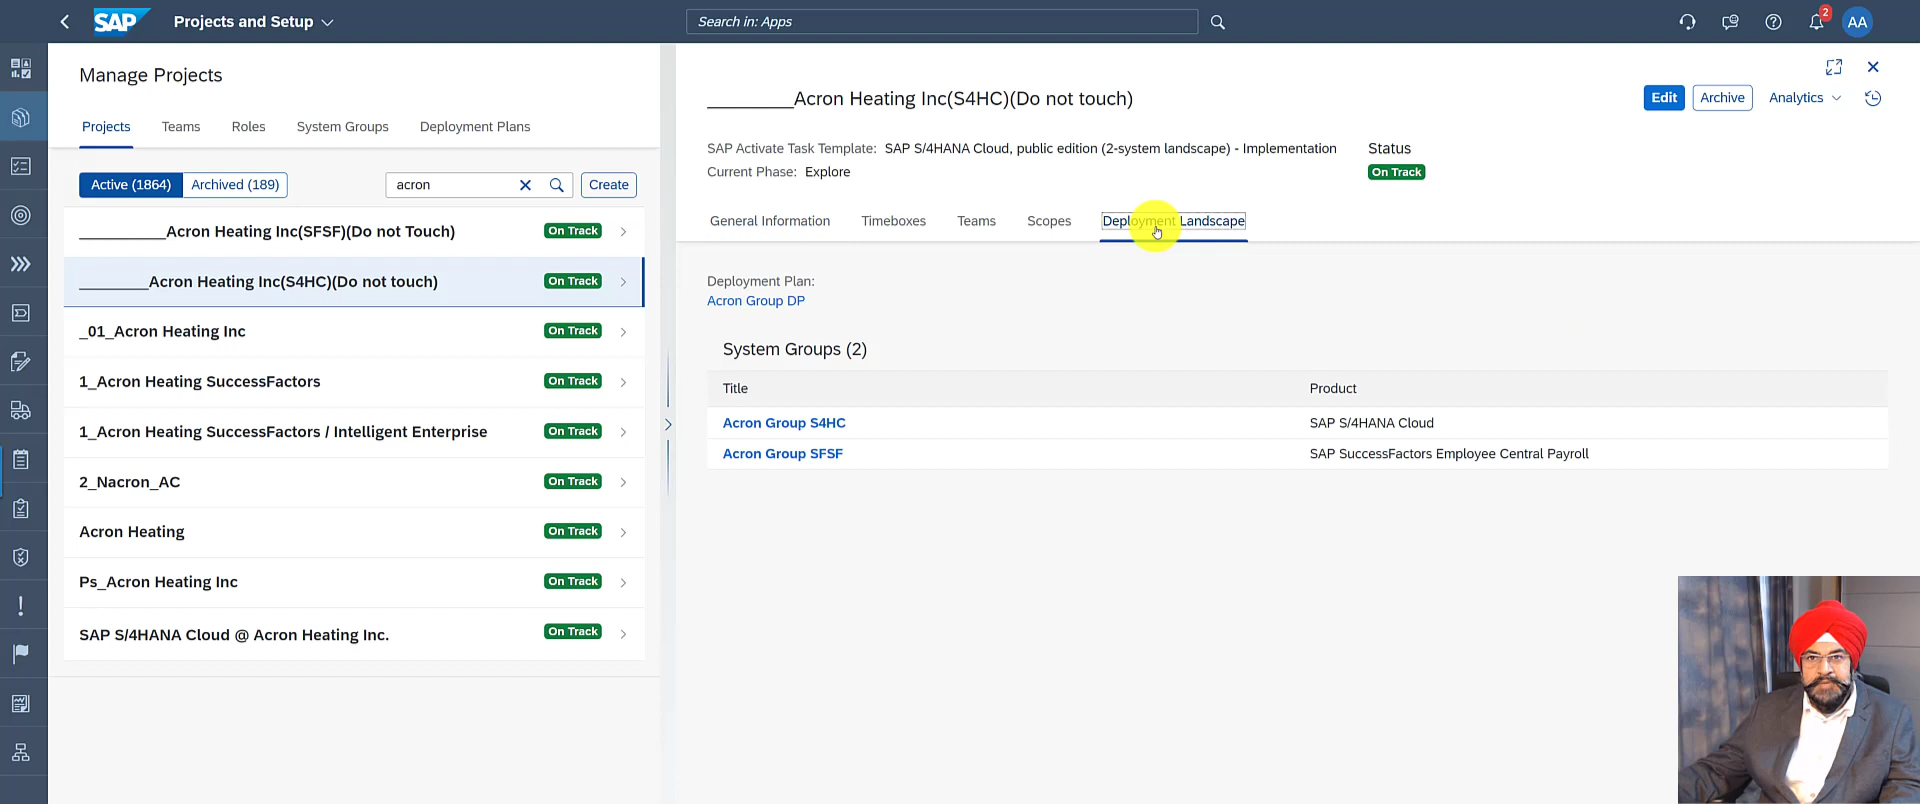 SAP
Projects and Setup
Search in: Apps
2
AA
Manage Projects
Projects
Teams
Roles
System Groups
Deployment Plans
Active (1864)
Archived (189)
acron
Create
__________Acron Heating Inc(SFSF)(Do not Touch)
On Track
________Acron Heating Inc(S4HC)(Do not touch)
On Track
_01_Acron Heating Inc
On Track
1_Acron Heating SuccessFactors
On Track
1_Acron Heating SuccessFactors / Intelligent Enterprise
On Track
2_Nacron_AC
On Track
Acron Heating
On Track
Ps_Acron Heating Inc
On Track
SAP S/4HANA Cloud @ Acron Heating Inc.
On Track
________Acron Heating Inc(S4HC)(Do not touch)
Edit
Archive
Analytics
SAP Activate Task Template: SAP S/4HANA Cloud, public edition (2-system landscape) - Implementation
Current Phase: Explore
Status
On Track
General Information
Timeboxes
Teams
Scopes
Deployment Landscape
Deployment Plan:
Acron Group DP
System Groups (2)
Title
Product
Acron Group S4HC
SAP S/4HANA Cloud
Acron Group SFSF
SAP SuccessFactors Employee Central Payroll